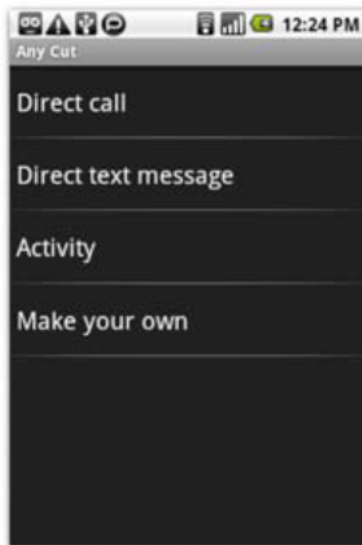 12:24 PM
Any Cut
Direct call
Direct text message
Activity
Make your own